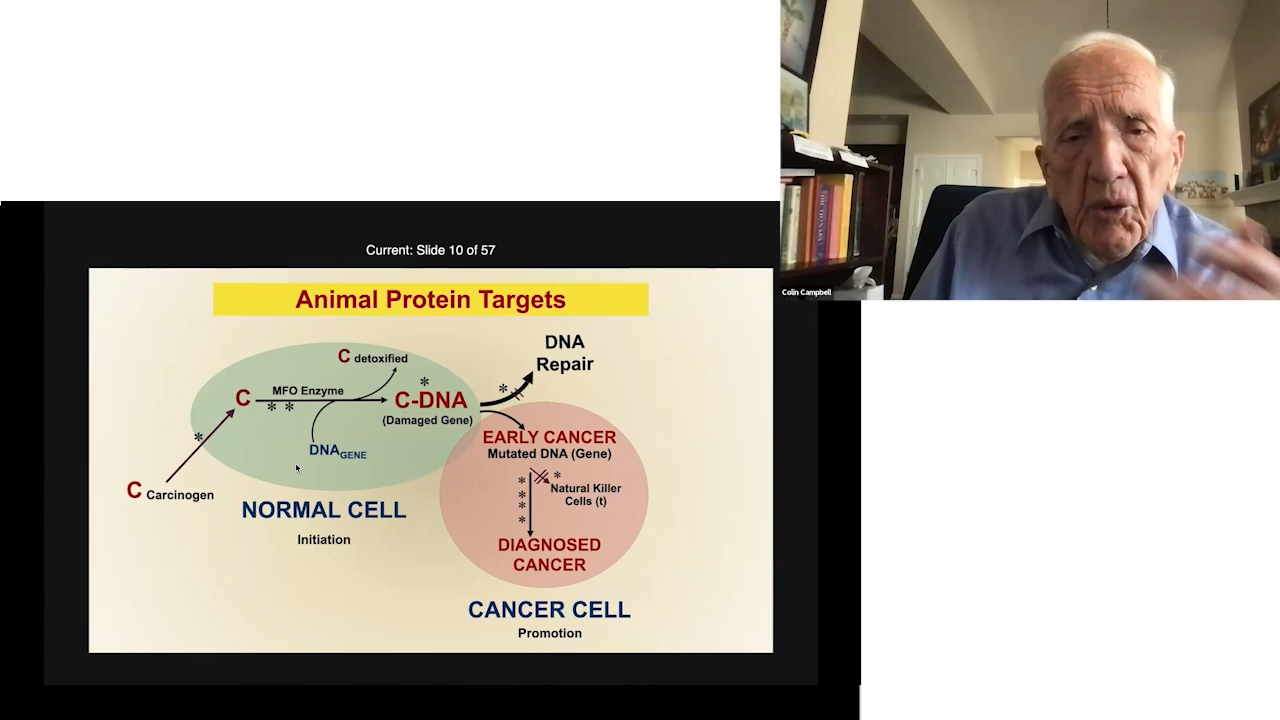 Colin Campbell
Current: Slide 10 of 57
Animal Protein Targets
DNA
Repair
C detoxified
MFO Enzyme
C
* *
*
C-DNA
(Damaged Gene)
*
DNAGENE
*
C Carcinogen
NORMAL CELL
Initiation
EARLY CANCER
Mutated DNA (Gene)
*
*
*
*
*
Natural Killer
Cells (t)
DIAGNOSED
CANCER
CANCER CELL
Promotion